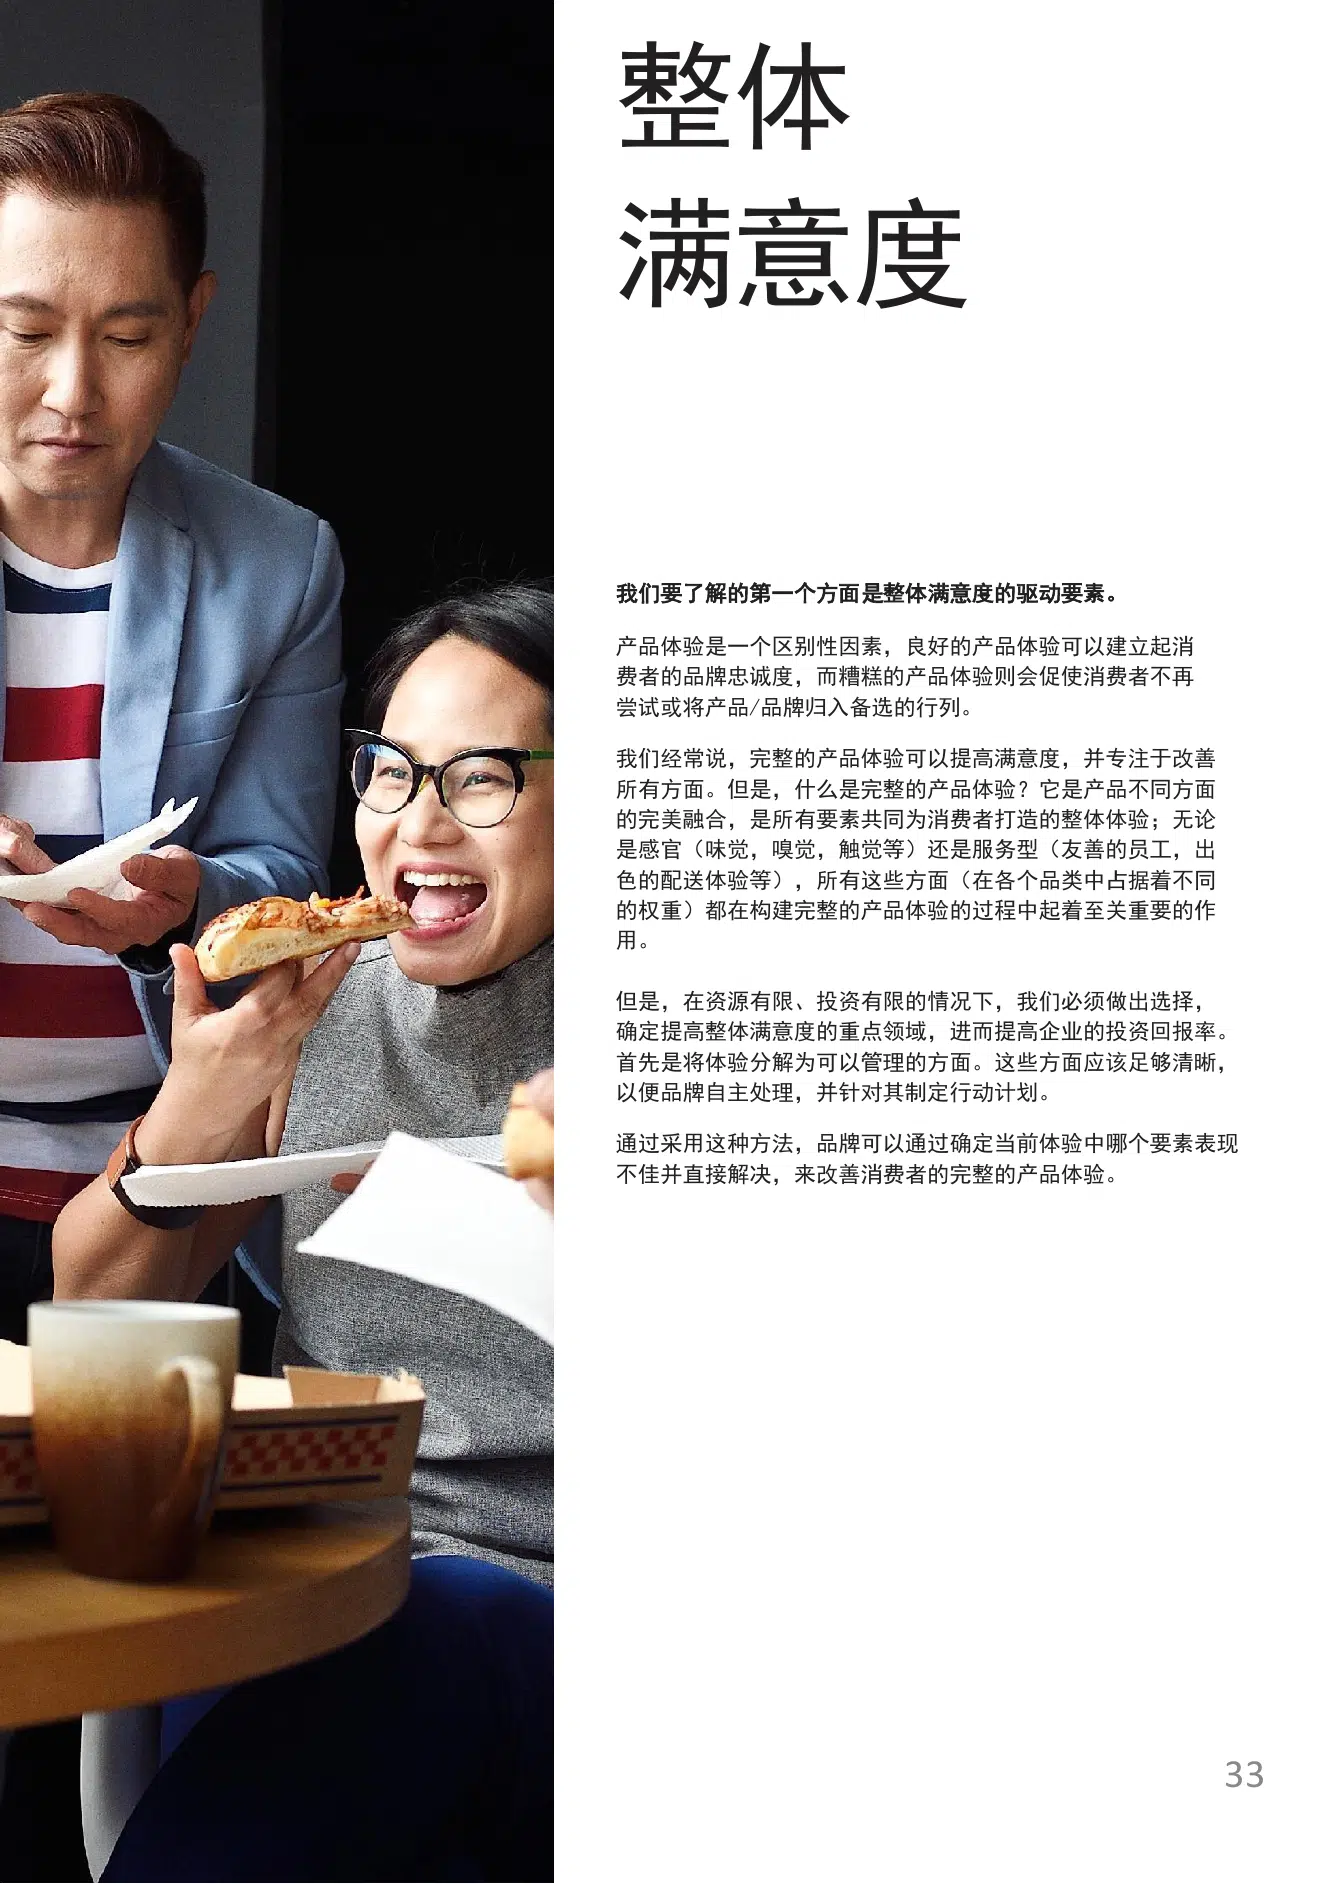 整体
满意度
我们要了解的第一个方面是整体满意度的驱动要素。
产品体验是一个区别性因素，良好的产品体验可以建立起消
费者的品牌忠诚度，而糟糕的产品体验则会促使消费者不再
尝试或将产品/品牌归入备选的行列。
我们经常说，完整的产品体验可以提高满意度，并专注于改善
所有方面。但是，什么是完整的产品体验？它是产品不同方面
的完美融合，是所有要素共同为消费者打造的整体体验；无论
是感官（味觉，嗅觉，触觉等）还是服务型（友善的员工，出
色的配送体验等），所有这些方面（在各个品类中占据着不同
的权重）都在构建完整的产品体验的过程中起着至关重要的作
用。
但是，在资源有限、投资有限的情况下，我们必须做出选择，
确定提高整体满意度的重点领域，进而提高企业的投资回报率。
首先是将体验分解为可以管理的方面。这些方面应该足够清晰，
以便品牌自主处理，并针对其制定行动计划。
通过采用这种方法，品牌可以通过确定当前体验中哪个要素表现
不佳并直接解决，来改善消费者的完整的产品体验。
33